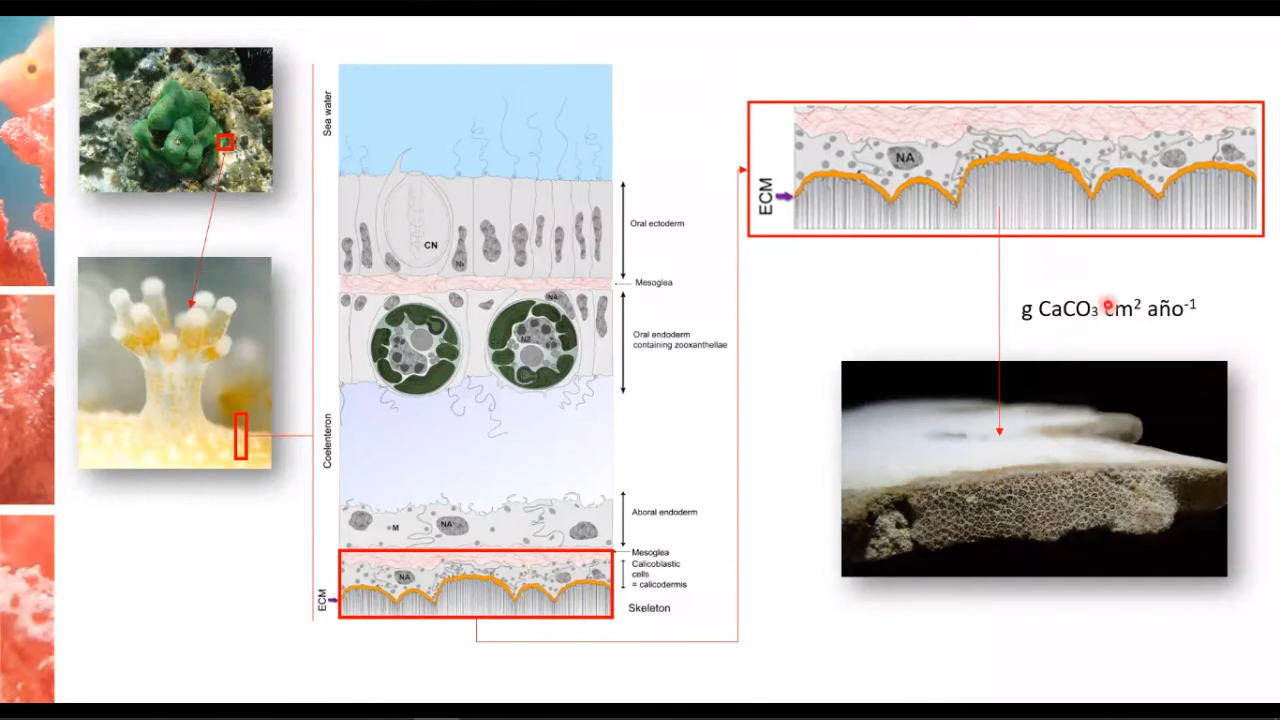 Sea water
CN
Ns
Oral ectoderm
Mesoglea
NA
NZ
Oral endoderm
containing zooxanthellae
Coelenteron
M
NA
Aboral endoderm
Mesoglea
Calicoblastic
cells
= calicodermis
NA
ECM
Skeleton
NA
ECM
g CaCO₃ cm² año⁻¹